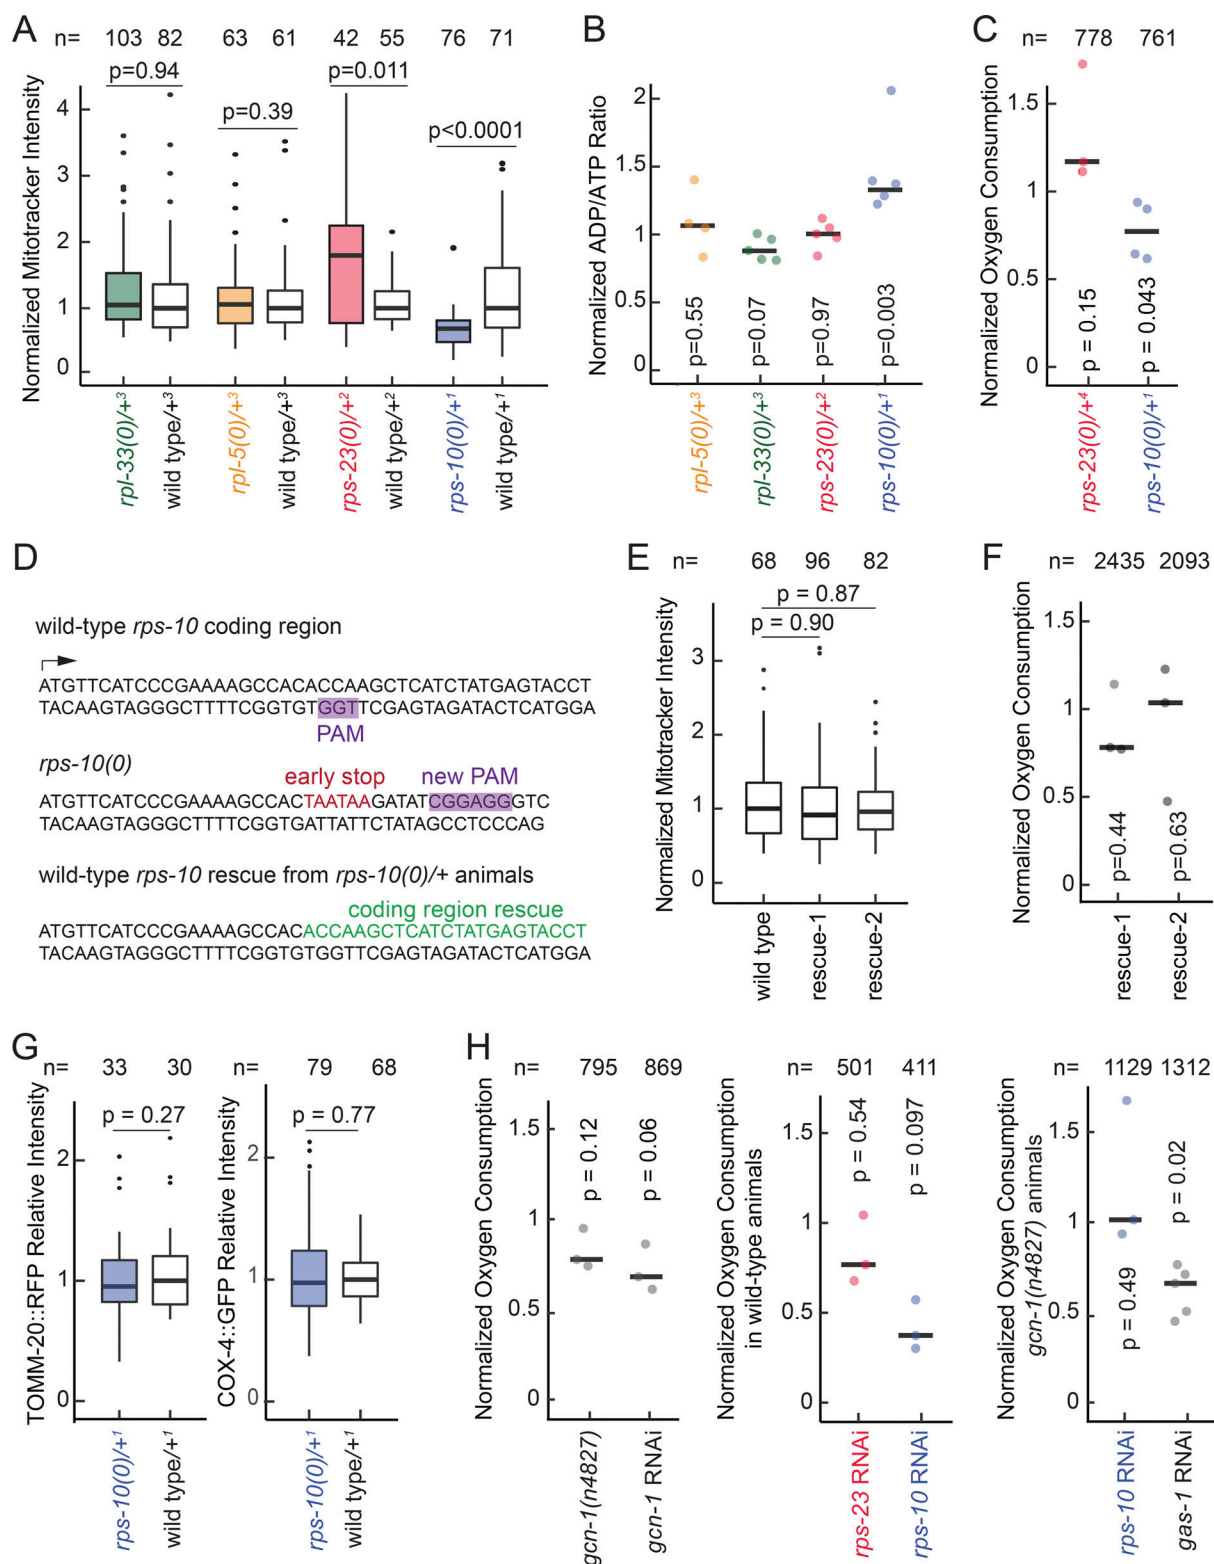 A
n= 103 82 63 61 42 55 76 71
p=0.94
p=0.39
p=0.011
p<0.0001
Normalized Mitotracker Intensity
4
3
2
1
0
rpl-33(0)/+3
wild type/+3
rpl-5(0)/+3
wild type/+3
rps-23(0)/+2
wild type/+2
rps-10(0)/+1
wild type/+1
B
Normalized ADP/ATP Ratio
2
1.5
1
0.5
0
p=0.55
p=0.07
p=0.97
p=0.003
rpl-5(0)/+3
rpl-33(0)/+3
rps-23(0)/+2
rps-10(0)/+1
C
n= 778 761
Normalized Oxygen Consumption
1.5
1
0.5
0
p = 0.15
p = 0.043
rps-23(0)/+4
rps-10(0)/+1
D
wild-type rps-10 coding region
ATGTTCATCCCGAAAAGCCACACCAAGCTCATCTATGAGTACCT
TACAAGTAGGGCTTTTCGGTGTGGTTCGAGTAGATACTCATGGA
PAM
rps-10(0)
early stop new PAM
ATGTTCATCCCGAAAAGCCACTAATAAGATATCGGAGGGTC
TACAAGTAGGGCTTTTCGGTGATTATTCTATAGCCTCCCAG
wild-type rps-10 rescue from rps-10(0)/+ animals
coding region rescue
ATGTTCATCCCGAAAAGCCACACCAAGCTCATCTATGAGTACCT
TACAAGTAGGGCTTTTCGGTGTGGTTCGAGTAGATACTCATGGA
E
n= 68 96 82
p = 0.87
p = 0.90
Normalized Mitotracker Intensity
3
2
1
0
wild type
rescue-1
rescue-2
F
n= 2435 2093
Normalized Oxygen Consumption
1.5
1
0.5
0
p=0.44
p=0.63
rescue-1
rescue-2
G
n= 33 30
p = 0.27
TOMM-20::RFP Relative Intensity
2
1
0
rps-10(0)/+1
wild type/+1
n= 79 68
p = 0.77
COX-4::GFP Relative Intensity
2
1
0
rps-10(0)/+1
wild type/+1
H
n= 795 869
Normalized Oxygen Consumption
1.5
1
0.5
0
p = 0.12
p = 0.06
gcn-1(n4827)
gcn-1 RNAi
n= 501 411
Normalized Oxygen Consumption
in wild-type animals
1.5
1
0.5
0
p = 0.54
p = 0.097
rps-23 RNAi
rps-10 RNAi
n= 1129 1312
Normalized Oxygen Consumption
gcn-1(n4827) animals
1.5
1
0.5
0
p = 0.49
p = 0.02
rps-10 RNAi
gas-1 RNAi